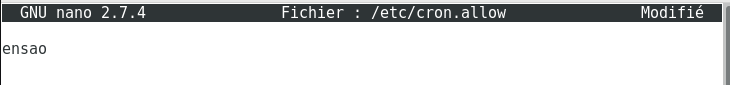 GNU nano 2.7.4 Fichier : /etc/cron.allow Modifié
ensao